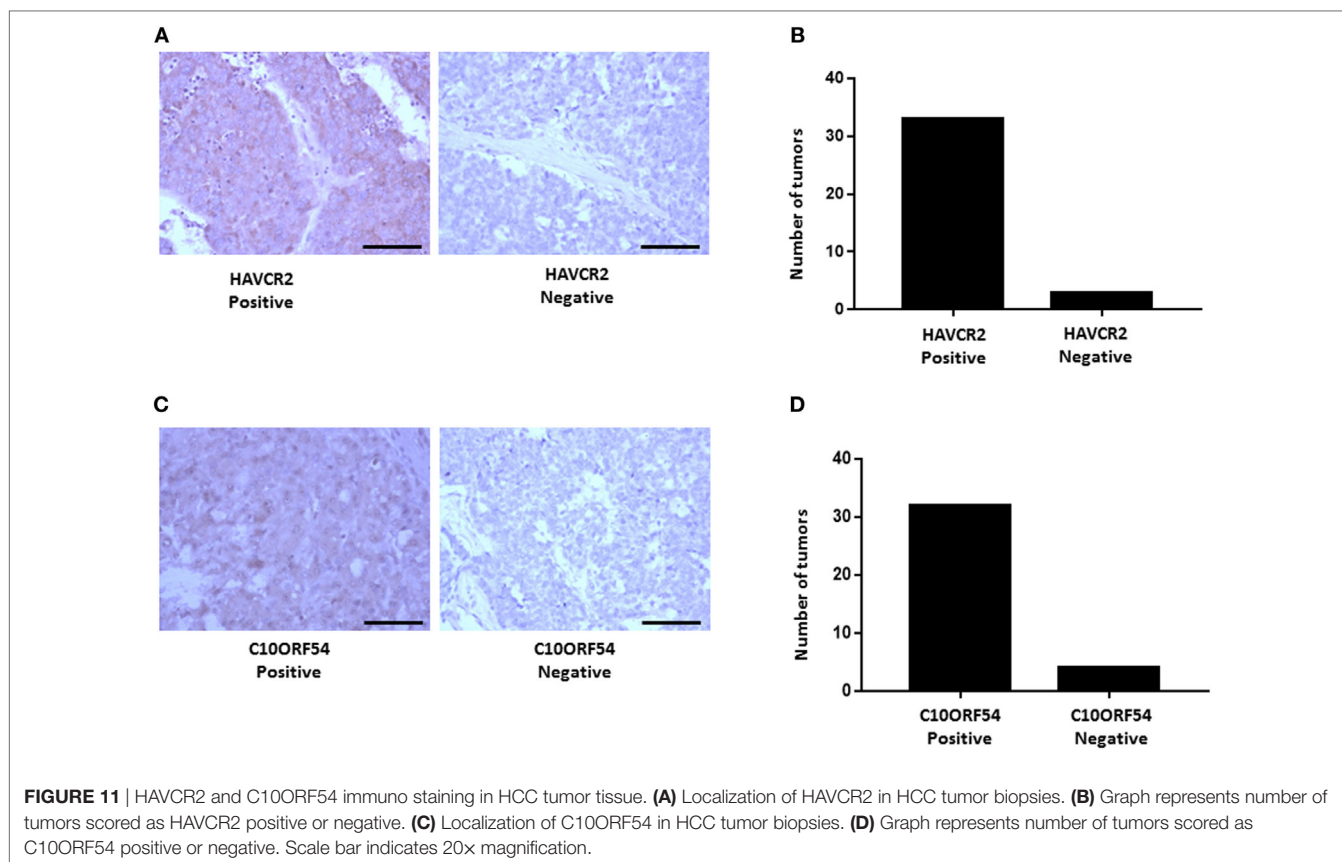 A
HAVCR2
Positive
HAVCR2
Negative
B
Number of tumors
40
30
20
10
0
HAVCR2
Positive
HAVCR2
Negative
C
C10ORF54
Positive
C10ORF54
Negative
D
Number of tumors
40
30
20
10
0
C10ORF54
Positive
C10ORF54
Negative
FIGURE 11 | HAVCR2 and C10ORF54 immuno staining in HCC tumor tissue. (A) Localization of HAVCR2 in HCC tumor biopsies. (B) Graph represents number of
tumors scored as HAVCR2 positive or negative. (C) Localization of C10ORF54 in HCC tumor biopsies. (D) Graph represents number of tumors scored as
C10ORF54 positive or negative. Scale bar indicates 20× magnification.